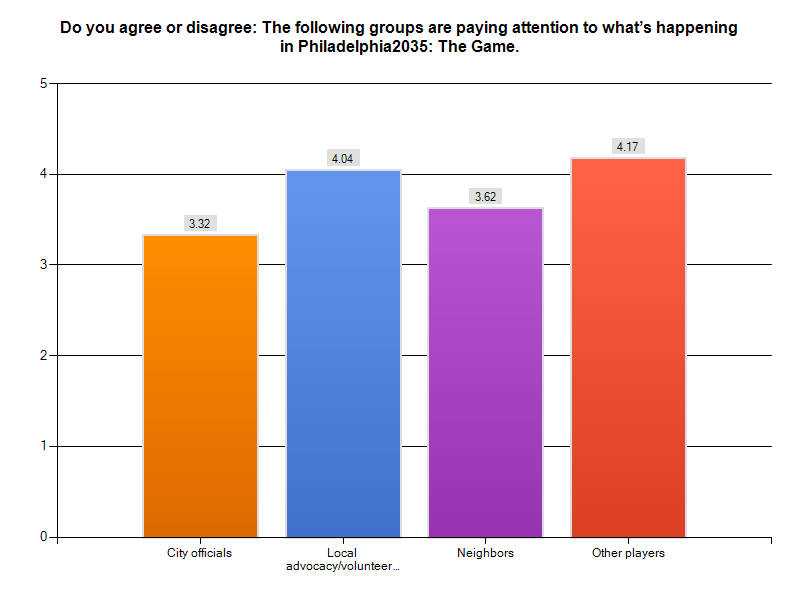 Do you agree or disagree: The following groups are paying attention to what’s happening
in Philadelphia2035: The Game.
5
4.17
4.04
4
3.62
3.32
3
2
1
0
City officials
Local
advocacy/volunteer...
Neighbors
Other players